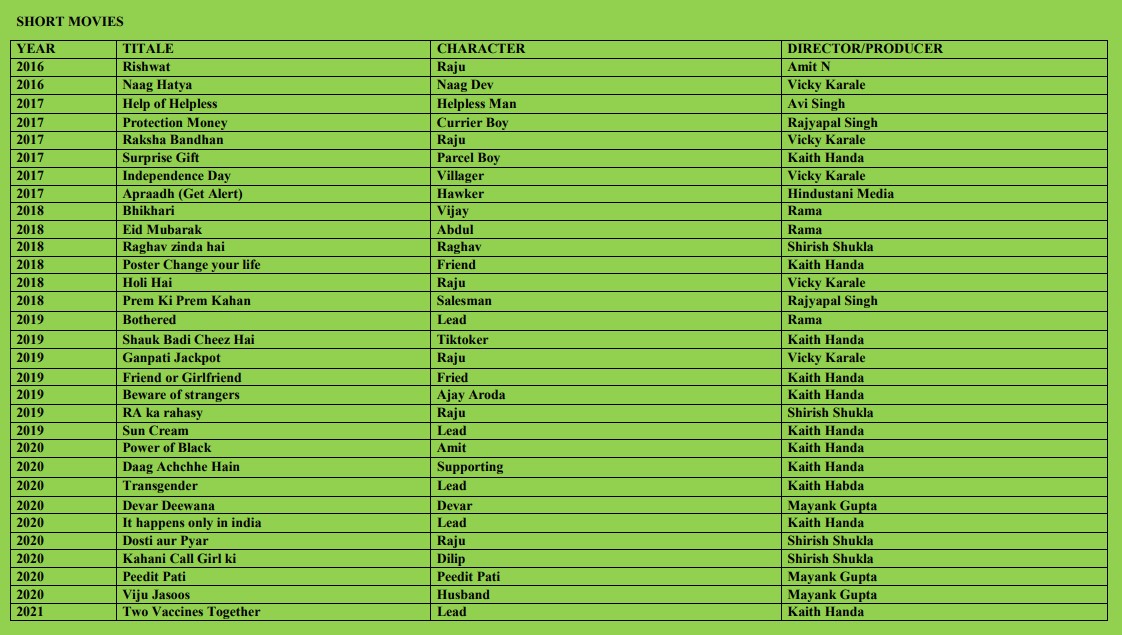 SHORT MOVIES
YEAR TITALE CHARACTER DIRECTOR/PRODUCER
2016 Rishwat Raju Amit N
2016 Naag Hatya Naag Dev Vicky Karale
2017 Help of Helpless Helpless Man Avi Singh
2017 Protection Money Currier Boy Rajyapal Singh
2017 Raksha Bandhan Raju Vicky Karale
2017 Surprise Gift Parcel Boy Kaith Handa
2017 Independence Day Villager Vicky Karale
2017 Apraadh (Get Alert) Hawker Hindustani Media
2018 Bhikhari Vijay Rama
2018 Eid Mubarak Abdul Rama
2018 Raghav zinda hai Raghav Shirish Shukla
2018 Poster Change your life Friend Kaith Handa
2018 Holi Hai Raju Vicky Karale
2018 Prem Ki Prem Kahan Salesman Rajyapal Singh
2019 Bothered Lead Rama
2019 Shauk Badi Cheez Hai Tiktoker Kaith Handa
2019 Ganpati Jackpot Raju Vicky Karale
2019 Friend or Girlfriend Fried Kaith Handa
2019 Beware of strangers Ajay Aroda Kaith Handa
2019 RA ka rahasy Raju Shirish Shukla
2019 Sun Cream Lead Kaith Handa
2020 Power of Black Amit Kaith Handa
2020 Daag Achchhe Hain Supporting Kaith Handa
2020 Transgender Lead Kaith Habda
2020 Devar Deewana Devar Mayank Gupta
2020 It happens only in india Lead Kaith Handa
2020 Dosti aur Pyar Raju Shirish Shukla
2020 Kahani Call Girl ki Dilip Shirish Shukla
2020 Peedit Pati Peedit Pati Mayank Gupta
2020 Viju Jasoos Husband Mayank Gupta
2021 Two Vaccines Together Lead Kaith Handa